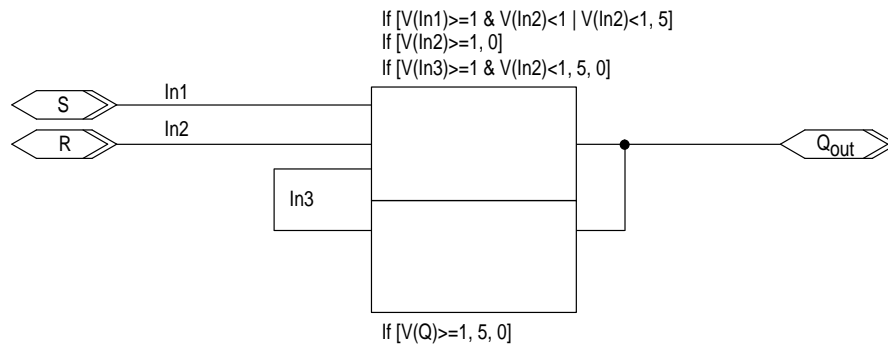 If [V(In1)>=1 & V(In2)<1 | V(In2)<1, 5]
If [V(In2)>=1, 0]
If [V(In3)>=1 & V(In2)<1, 5, 0]
S
In1
R
In2
Qout
In3
If [V(Q)>=1, 5, 0]